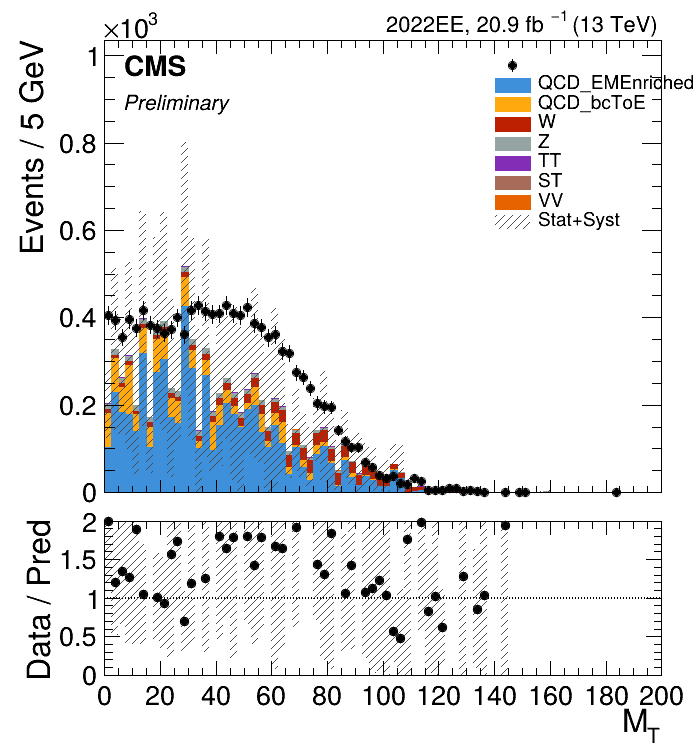 ×10³
2022EE, 20.9 fb ⁻¹ (13 TeV)
CMS
Preliminary
QCD_EMEnriched
QCD_bcToE
W
Z
TT
ST
VV
Stat+Syst
Events / 5 GeV
1
0.8
0.6
0.4
0.2
0
Data / Pred
2
1.5
1
0.5
0
0 20 40 60 80 100 120 140 160 180 200
M_T